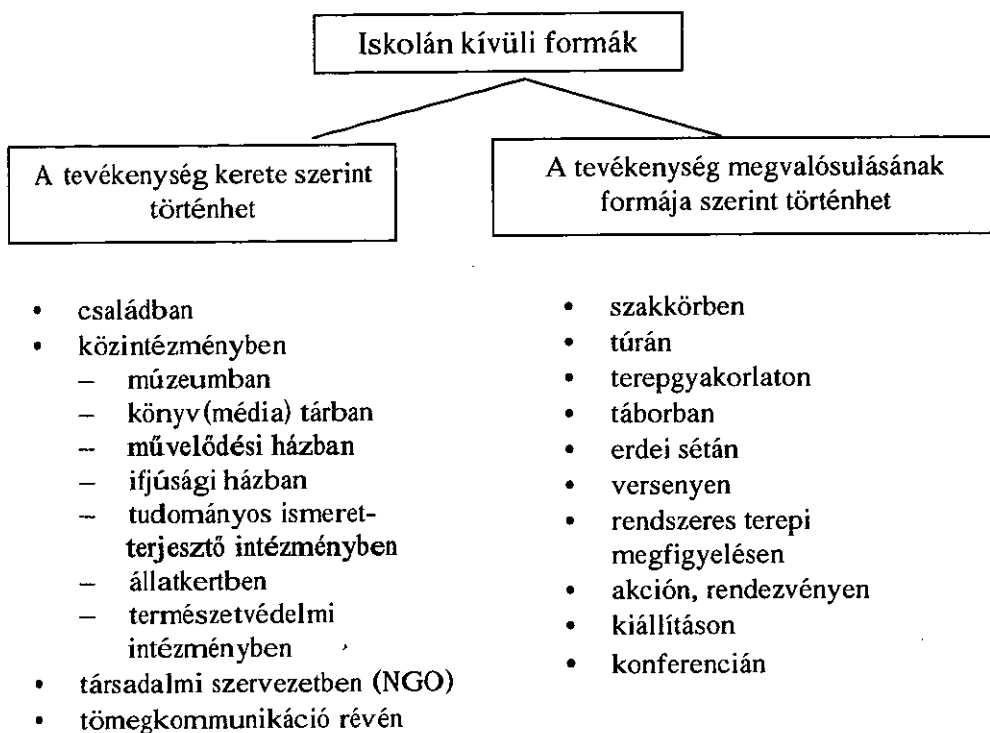 Iskolán kívüli formák
A tevékenység kerete szerint
történhet
A tevékenység megvalósulásának
formája szerint történhet
• családban
• közintézményben
– múzeumban
– könyv(média) tárban
– művelődési házban
– ifjúsági házban
– tudományos ismeret-
terjesztő intézményben
– állatkertben
– természetvédelmi
intézményben
• társadalmi szervezetben (NGO)
• tömegkommunikáció révén
• szakkörben
• túrán
• terepgyakorlaton
• táborban
• erdei sétán
• versenyen
• rendszeres terepi
megfigyelésen
• akción, rendezvényen
• kiállításon
• konferencián